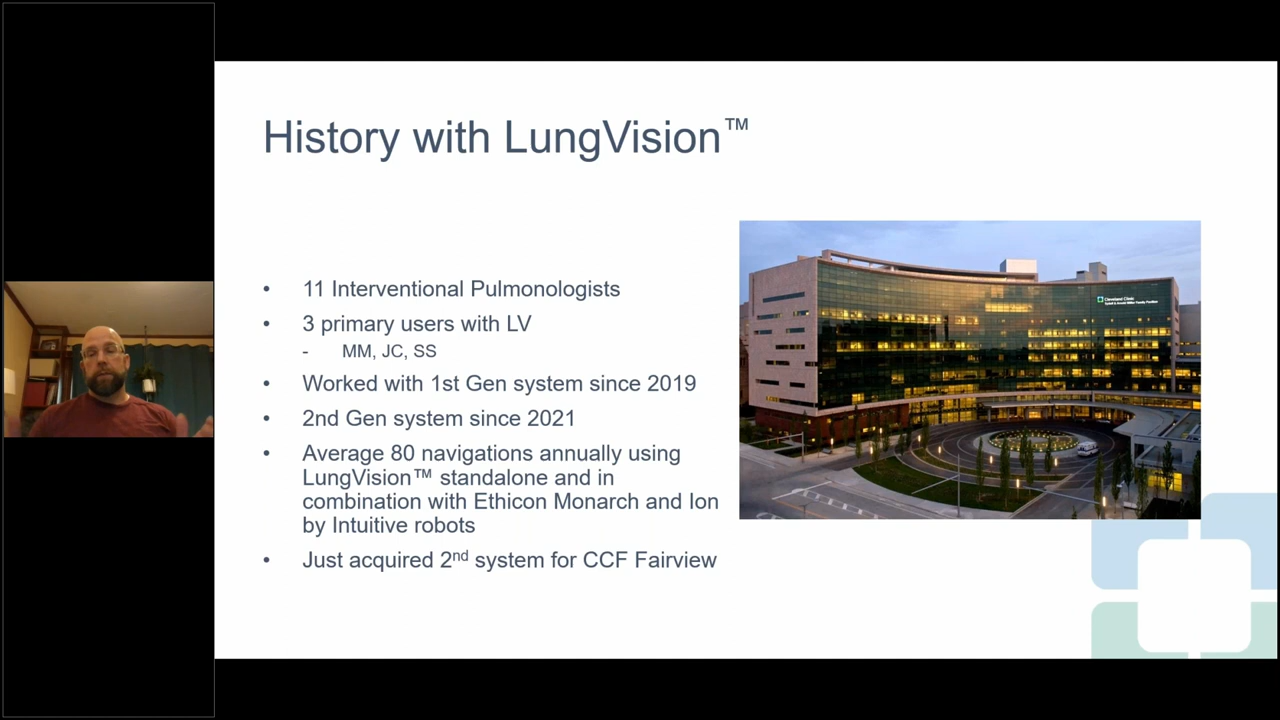 History with LungVision™
• 11 Interventional Pulmonologists
• 3 primary users with LV
- MM, JC, SS
• Worked with 1st Gen system since 2019
• 2nd Gen system since 2021
• Average 80 navigations annually using
LungVision™ standalone and in
combination with Ethicon Monarch and Ion
by Intuitive robots
• Just acquired 2nd system for CCF Fairview
Cleveland Clinic